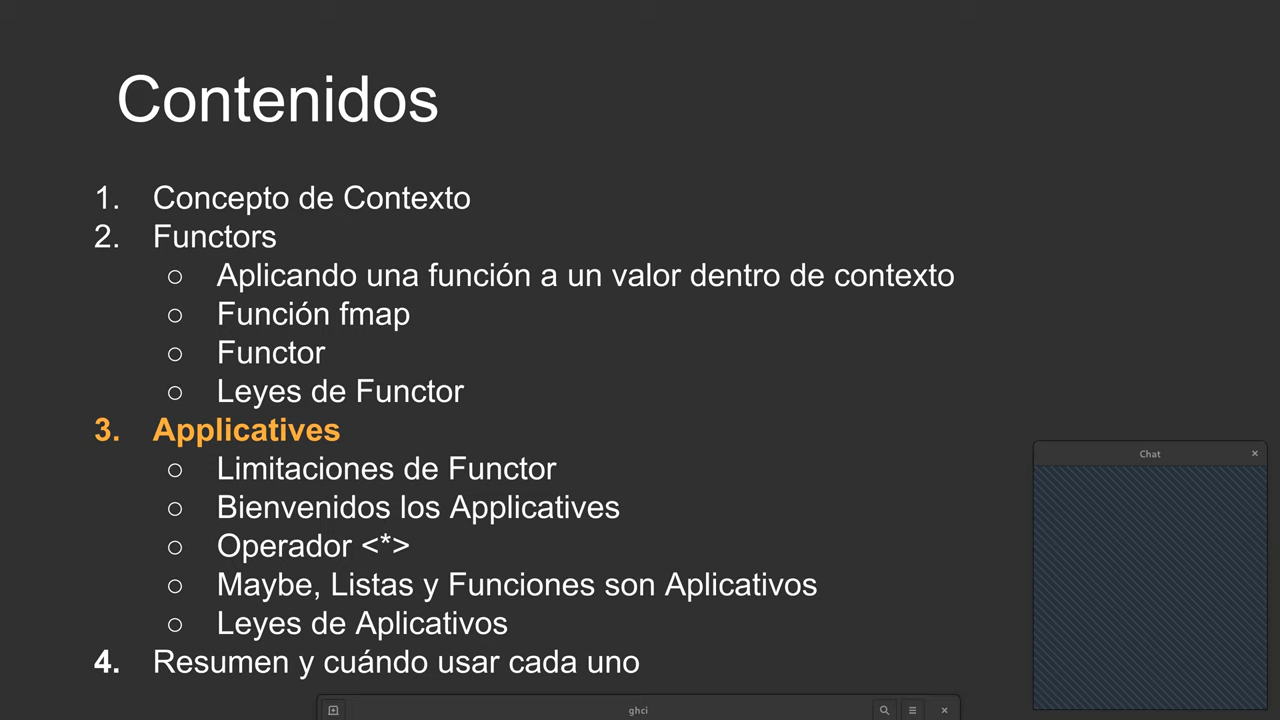 Contenidos
1. Concepto de Contexto
2. Functors
○ Aplicando una función a un valor dentro de contexto
○ Función fmap
○ Functor
○ Leyes de Functor
3. Applicatives
○ Limitaciones de Functor
○ Bienvenidos los Applicatives
○ Operador <*>
○ Maybe, Listas y Funciones son Aplicativos
○ Leyes de Aplicativos
4. Resumen y cuándo usar cada uno
Chat
ghci